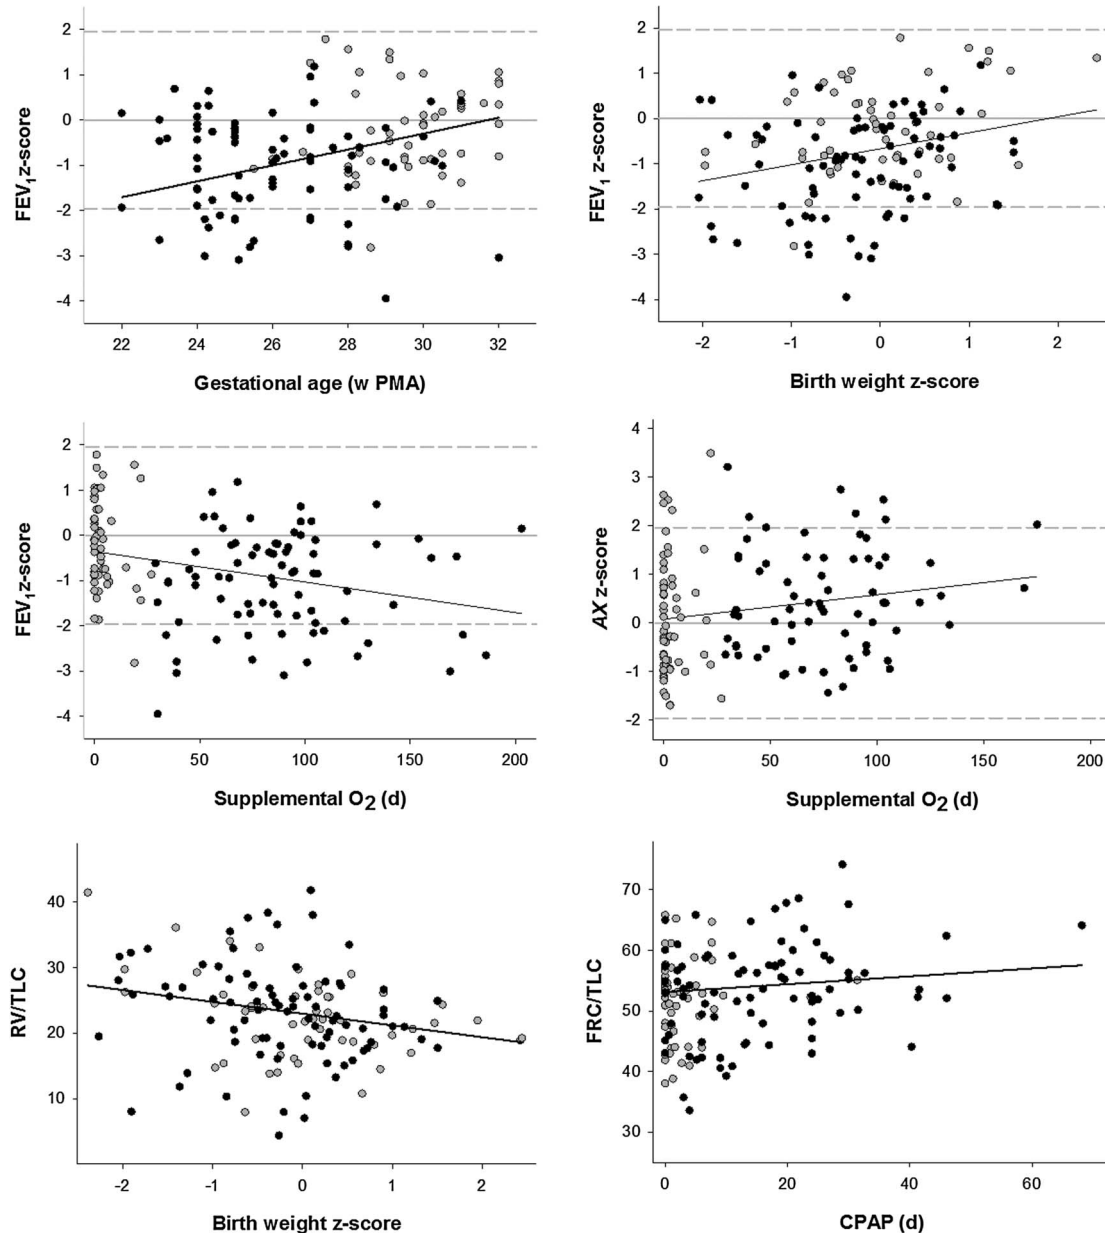 2
1
0
-1
-2
-3
-4
FEV1z-score
22 24 26 28 30 32
Gestational age (w PMA)
2
1
0
-1
-2
-3
-4
FEV1 z-score
-2 -1 0 1 2
Birth weight z-score
2
1
0
-1
-2
-3
-4
FEV1z-score
0 50 100 150 200
Supplemental O2 (d)
4
3
2
1
0
-1
-2
AX z-score
0 50 100 150 200
Supplemental O2 (d)
40
30
20
10
RV/TLC
-2 -1 0 1 2
Birth weight z-score
70
60
50
40
30
FRC/TLC
0 20 40 60
CPAP (d)